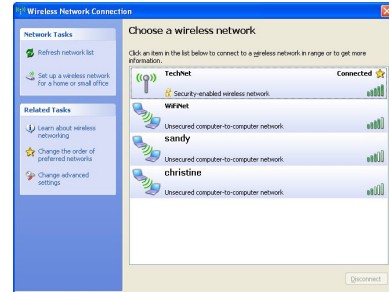 Wireless Network Connection
Network Tasks
Refresh network list
Set up a wireless network
for a home or small office
Related Tasks
Learn about wireless
networking
Change the order of
preferred networks
Change advanced
settings
Choose a wireless network
Click an item in the list below to connect to a wireless network in range or to get more
information.
TechNet Connected
Security-enabled wireless network
WiFiNet
Unsecured computer-to-computer network
sandy
Unsecured computer-to-computer network
christine
Unsecured computer-to-computer network
Disconnect